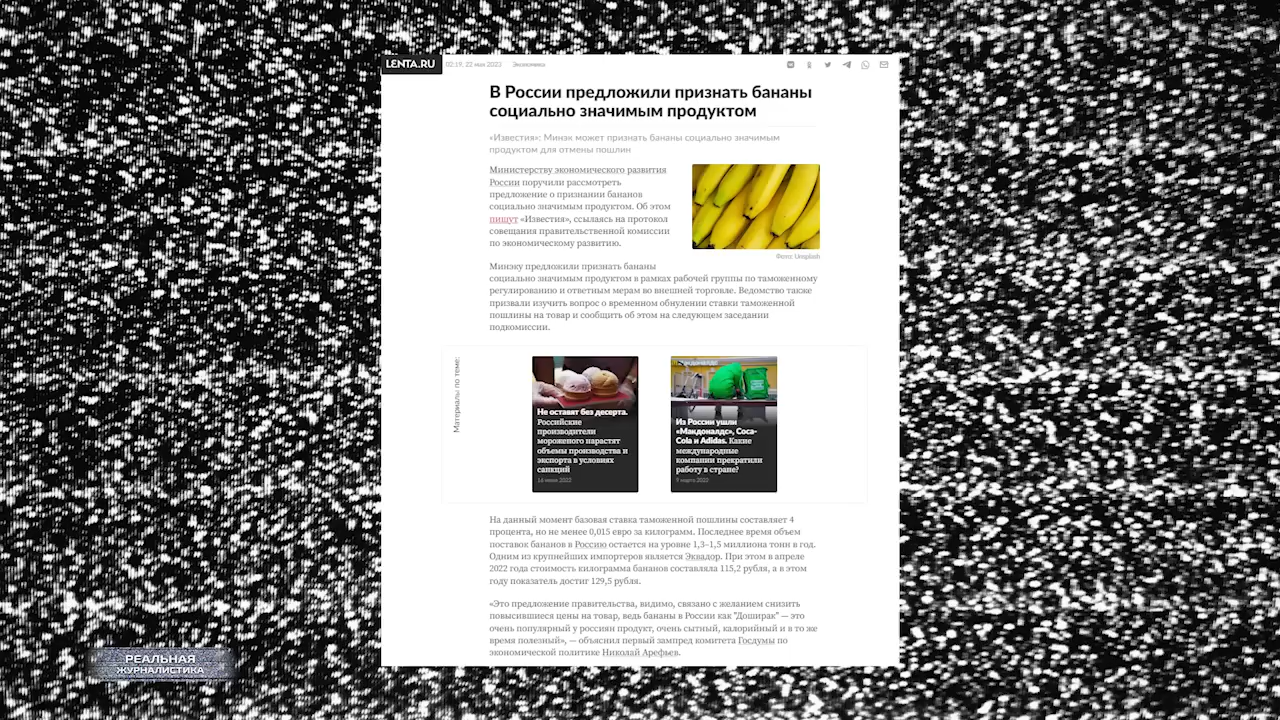 LENTA.RU
02:19, 22 мая 2023 Экономика
В России предложили признать бананы
социально значимым продуктом
«Известия»: Минэк может признать бананы социально значимым
продуктом для отмены пошлин
Министерству экономического развития
России поручили рассмотреть
предложение о признании бананов
социально значимым продуктом. Об этом
пишут «Известия», ссылаясь на протокол
совещания правительственной комиссии
по экономическому развитию.
Фото: Unsplash
Минэку предложили признать бананы
социально значимым продуктом в рамках рабочей группы по таможенному
регулированию и ответным мерам во внешней торговле. Ведомство также
призвали изучить вопрос о временном обнулении ставки таможенной
пошлины на товар и сообщить об этом на следующем заседании
подкомиссии.
Материалы по теме:
Не оставят без десерта.
Российские
производители
мороженого нарастят
объемы производства и
экспорта в условиях
санкций
16 июня 2022
Из России ушли
«Макдоналдс», Coca-
Cola и Adidas. Какие
международные
компании прекратили
работу в стране?
9 марта 2022
На данный момент базовая ставка таможенной пошлины составляет 4
процента, но не менее 0,015 евро за килограмм. Последнее время объем
поставок бананов в Россию остается на уровне 1,3–1,5 миллиона тонн в год.
Одним из крупнейших импортеров является Эквадор. При этом в апреле
2022 года стоимость килограмма бананов составляла 115,2 рубля, а в этом
году показатель достиг 129,5 рубля.
«Это предложение правительства, видимо, связано с желанием снизить
повысившиеся цены на товар, ведь бананы в России как "Доширак" — это
очень популярный у россиян продукт, очень сытный, калорийный и в то же
время полезный», — объяснил первый зампред комитета Госдумы по
экономической политике Николай Арефьев.
РЕАЛЬНАЯ
ЖУРНАЛИСТИКА